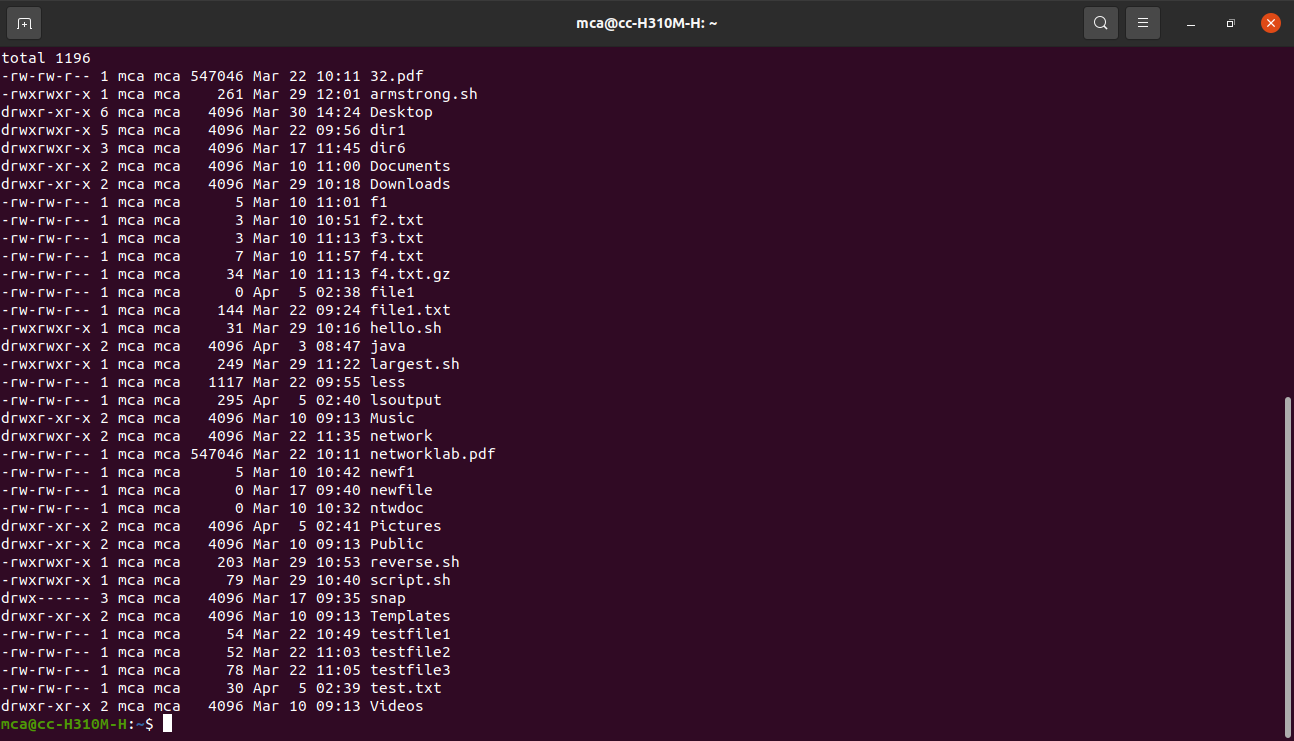 mca@cc-H310M-H: ~
total 1196
-rw-rw-r-- 1 mca mca 547046 Mar 22 10:11 32.pdf
-rwxrwxr-x 1 mca mca    261 Mar 29 12:01 armstrong.sh
drwxr-xr-x 6 mca mca   4096 Mar 30 14:24 Desktop
drwxrwxr-x 5 mca mca   4096 Mar 22 09:56 dir1
drwxrwxr-x 3 mca mca   4096 Mar 17 11:45 dir6
drwxr-xr-x 2 mca mca   4096 Mar 10 11:00 Documents
drwxr-xr-x 2 mca mca   4096 Mar 29 10:18 Downloads
-rw-rw-r-- 1 mca mca      5 Mar 10 11:01 f1
-rw-rw-r-- 1 mca mca      3 Mar 10 10:51 f2.txt
-rw-rw-r-- 1 mca mca      3 Mar 10 11:13 f3.txt
-rw-rw-r-- 1 mca mca      7 Mar 10 11:57 f4.txt
-rw-rw-r-- 1 mca mca     34 Mar 10 11:13 f4.txt.gz
-rw-rw-r-- 1 mca mca      0 Apr  5 02:38 file1
-rw-rw-r-- 1 mca mca    144 Mar 22 09:24 file1.txt
-rwxrwxr-x 1 mca mca     31 Mar 29 10:16 hello.sh
drwxrwxr-x 2 mca mca   4096 Apr  3 08:47 java
-rwxrwxr-x 1 mca mca    249 Mar 29 11:22 largest.sh
-rw-rw-r-- 1 mca mca   1117 Mar 22 09:55 less
-rw-rw-r-- 1 mca mca    295 Apr  5 02:40 lsoutput
drwxr-xr-x 2 mca mca   4096 Mar 10 09:13 Music
drwxrwxr-x 2 mca mca   4096 Mar 22 11:35 network
-rw-rw-r-- 1 mca mca 547046 Mar 22 10:11 networklab.pdf
-rw-rw-r-- 1 mca mca      5 Mar 10 10:42 newf1
-rw-rw-r-- 1 mca mca      0 Mar 17 09:40 newfile
-rw-rw-r-- 1 mca mca      0 Mar 10 10:32 ntwdoc
drwxr-xr-x 2 mca mca   4096 Apr  5 02:41 Pictures
drwxr-xr-x 2 mca mca   4096 Mar 10 09:13 Public
-rwxrwxr-x 1 mca mca    203 Mar 29 10:53 reverse.sh
-rwxrwxr-x 1 mca mca     79 Mar 29 10:40 script.sh
drwx------ 3 mca mca   4096 Mar 17 09:35 snap
drwxr-xr-x 2 mca mca   4096 Mar 10 09:13 Templates
-rw-rw-r-- 1 mca mca     54 Mar 22 10:49 testfile1
-rw-rw-r-- 1 mca mca     52 Mar 22 11:03 testfile2
-rw-rw-r-- 1 mca mca     78 Mar 22 11:05 testfile3
-rw-rw-r-- 1 mca mca     30 Apr  5 02:39 test.txt
drwxr-xr-x 2 mca mca   4096 Mar 10 09:13 Videos
mca@cc-H310M-H:~$